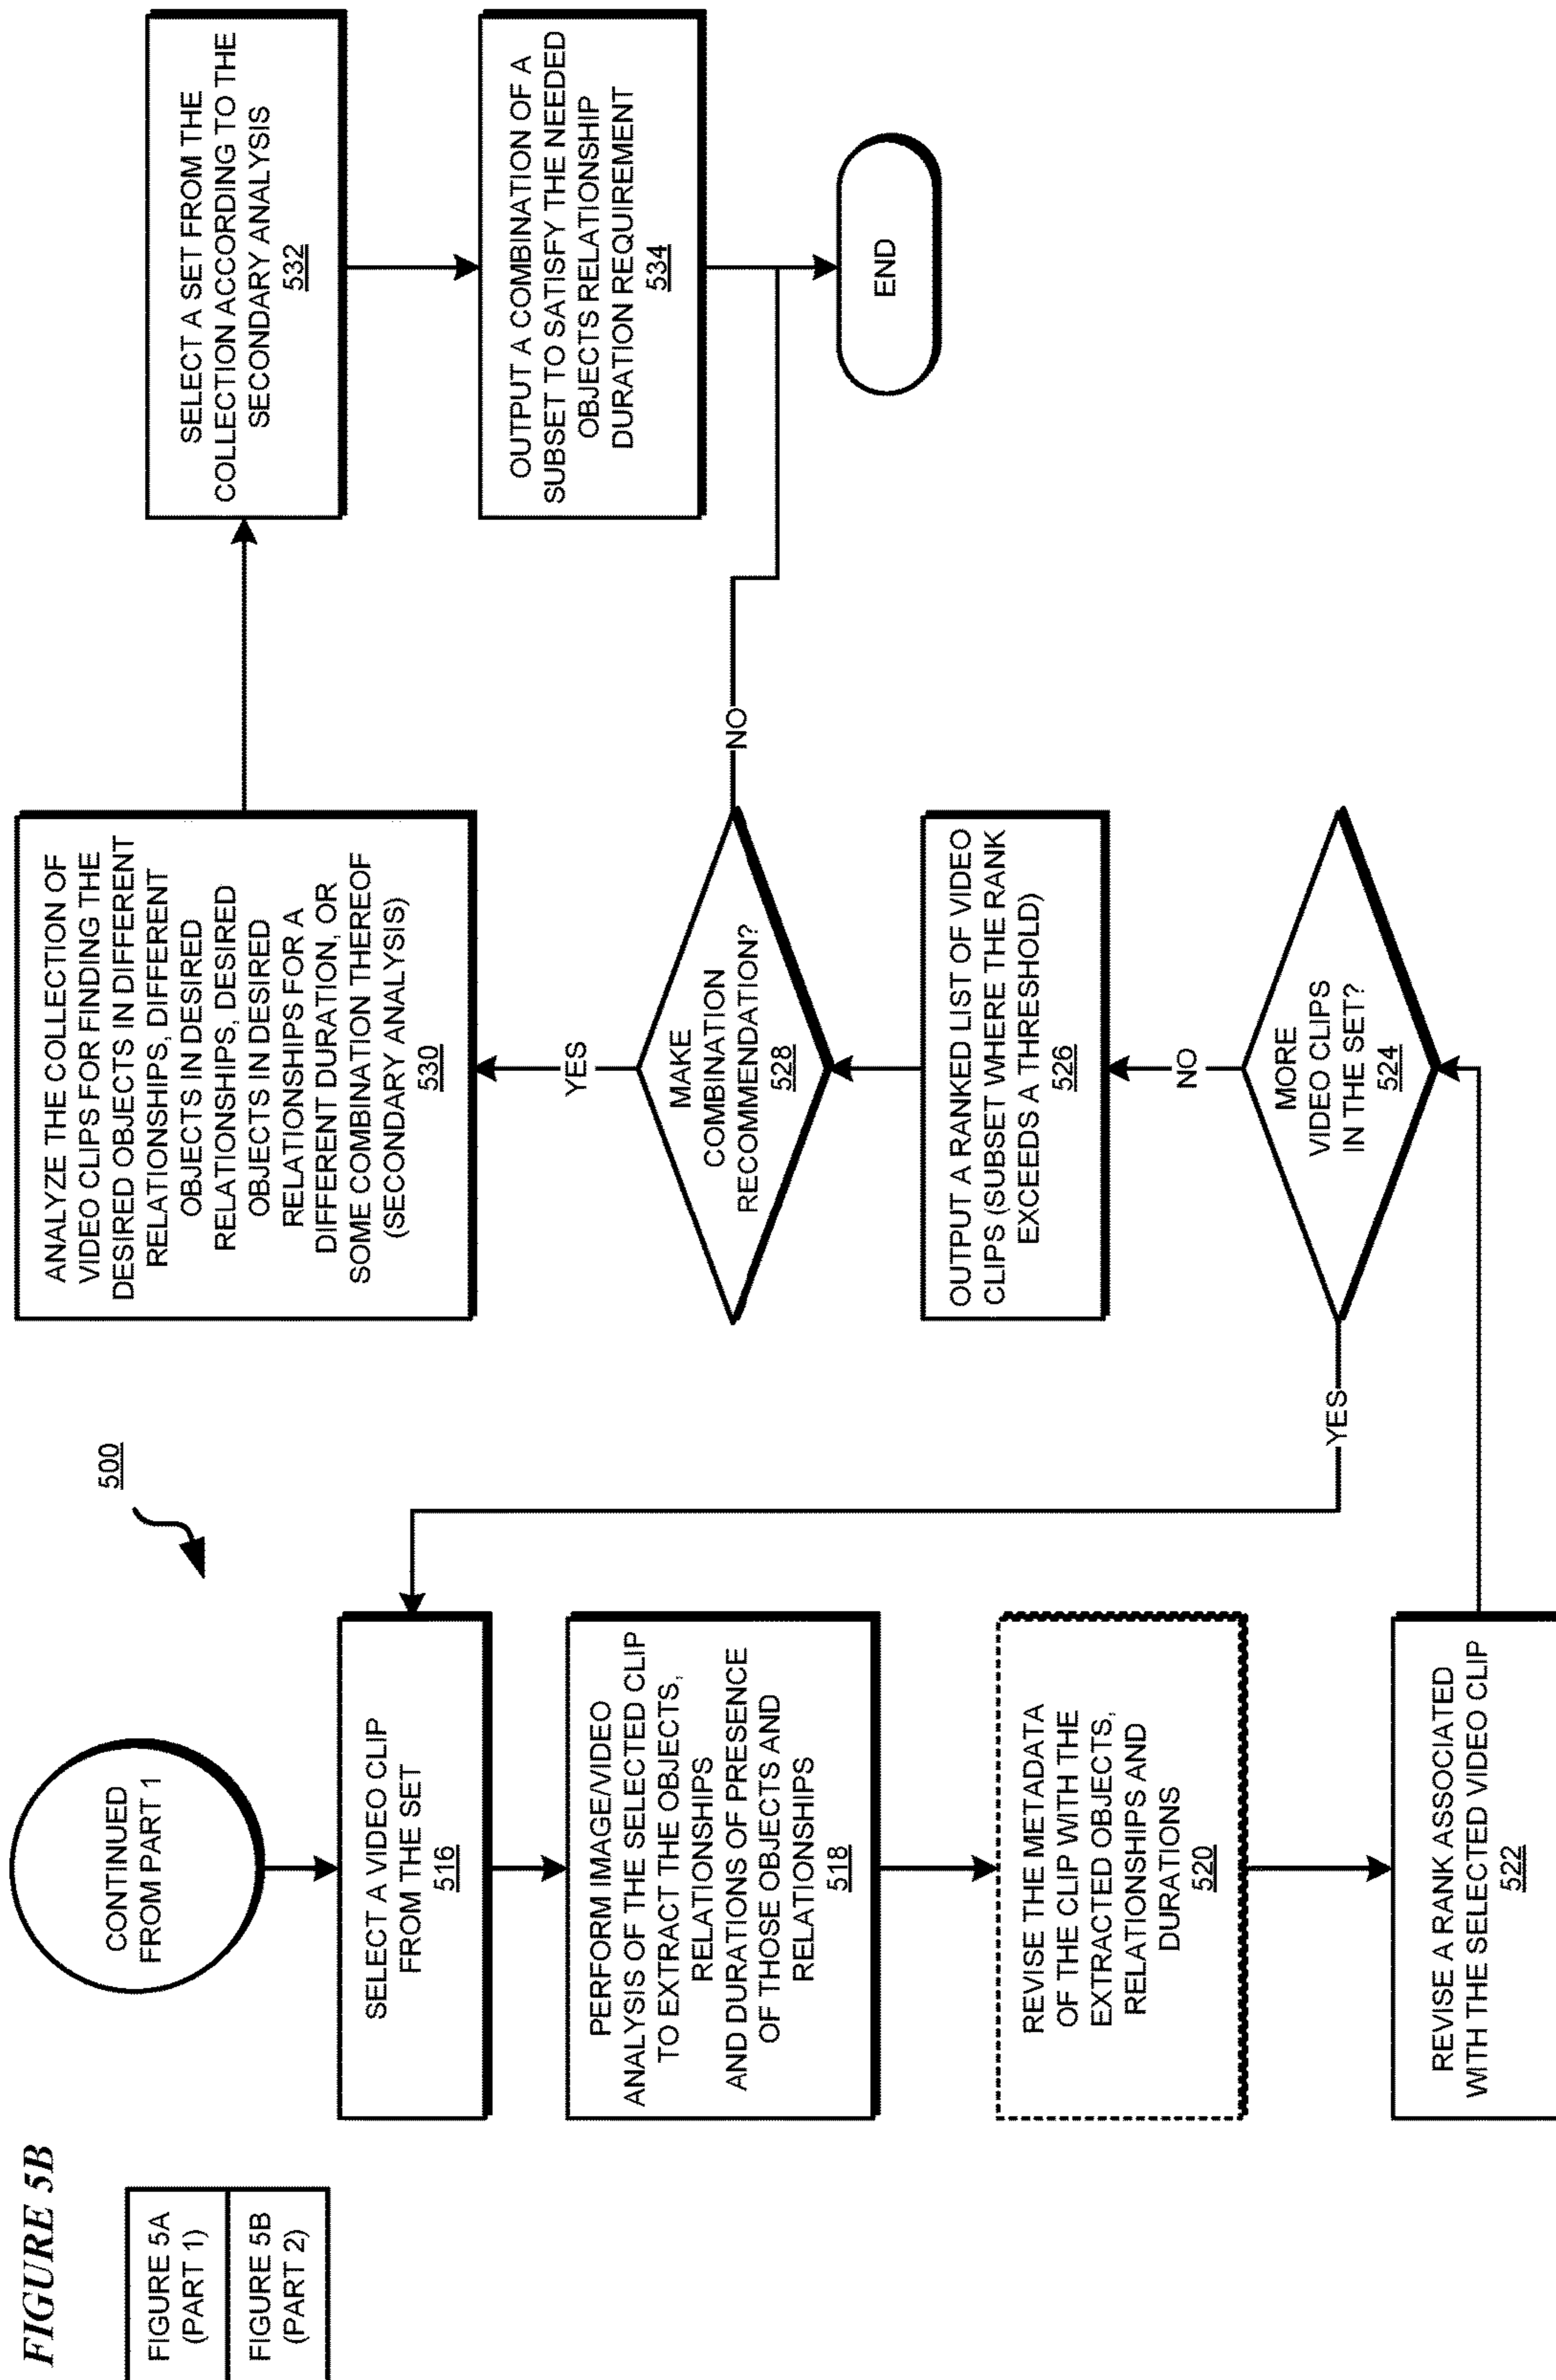 FIGURE 5B
FIGURE 5A
(PART 1)
FIGURE 5B
(PART 2)
500
CONTINUED
FROM PART 1
SELECT A VIDEO CLIP
FROM THE SET
516
PERFORM IMAGE/VIDEO
ANALYSIS OF THE SELECTED CLIP
TO EXTRACT THE OBJECTS,
RELATIONSHIPS
AND DURATIONS OF PRESENCE
OF THOSE OBJECTS AND
RELATIONSHIPS
518
REVISE THE METADATA
OF THE CLIP WITH THE
EXTRACTED OBJECTS,
RELATIONSHIPS AND
DURATIONS
520
REVISE A RANK ASSOCIATED
WITH THE SELECTED VIDEO CLIP
522
MORE
VIDEO CLIPS
IN THE SET?
524
YES
NO
OUTPUT A RANKED LIST OF VIDEO
CLIPS (SUBSET WHERE THE RANK
EXCEEDS A THRESHOLD)
526
MAKE
COMBINATION
RECOMMENDATION?
528
YES
NO
ANALYZE THE COLLECTION OF
VIDEO CLIPS FOR FINDING THE
DESIRED OBJECTS IN DIFFERENT
RELATIONSHIPS, DIFFERENT
OBJECTS IN DESIRED
RELATIONSHIPS, DESIRED
OBJECTS IN DESIRED
RELATIONSHIPS FOR A
DIFFERENT DURATION, OR
SOME COMBINATION THEREOF
(SECONDARY ANALYSIS)
530
SELECT A SET FROM THE
COLLECTION ACCORDING TO THE
SECONDARY ANALYSIS
532
OUTPUT A COMBINATION OF A
SUBSET TO SATISFY THE NEEDED
OBJECTS RELATIONSHIP
DURATION REQUIREMENT
534
END